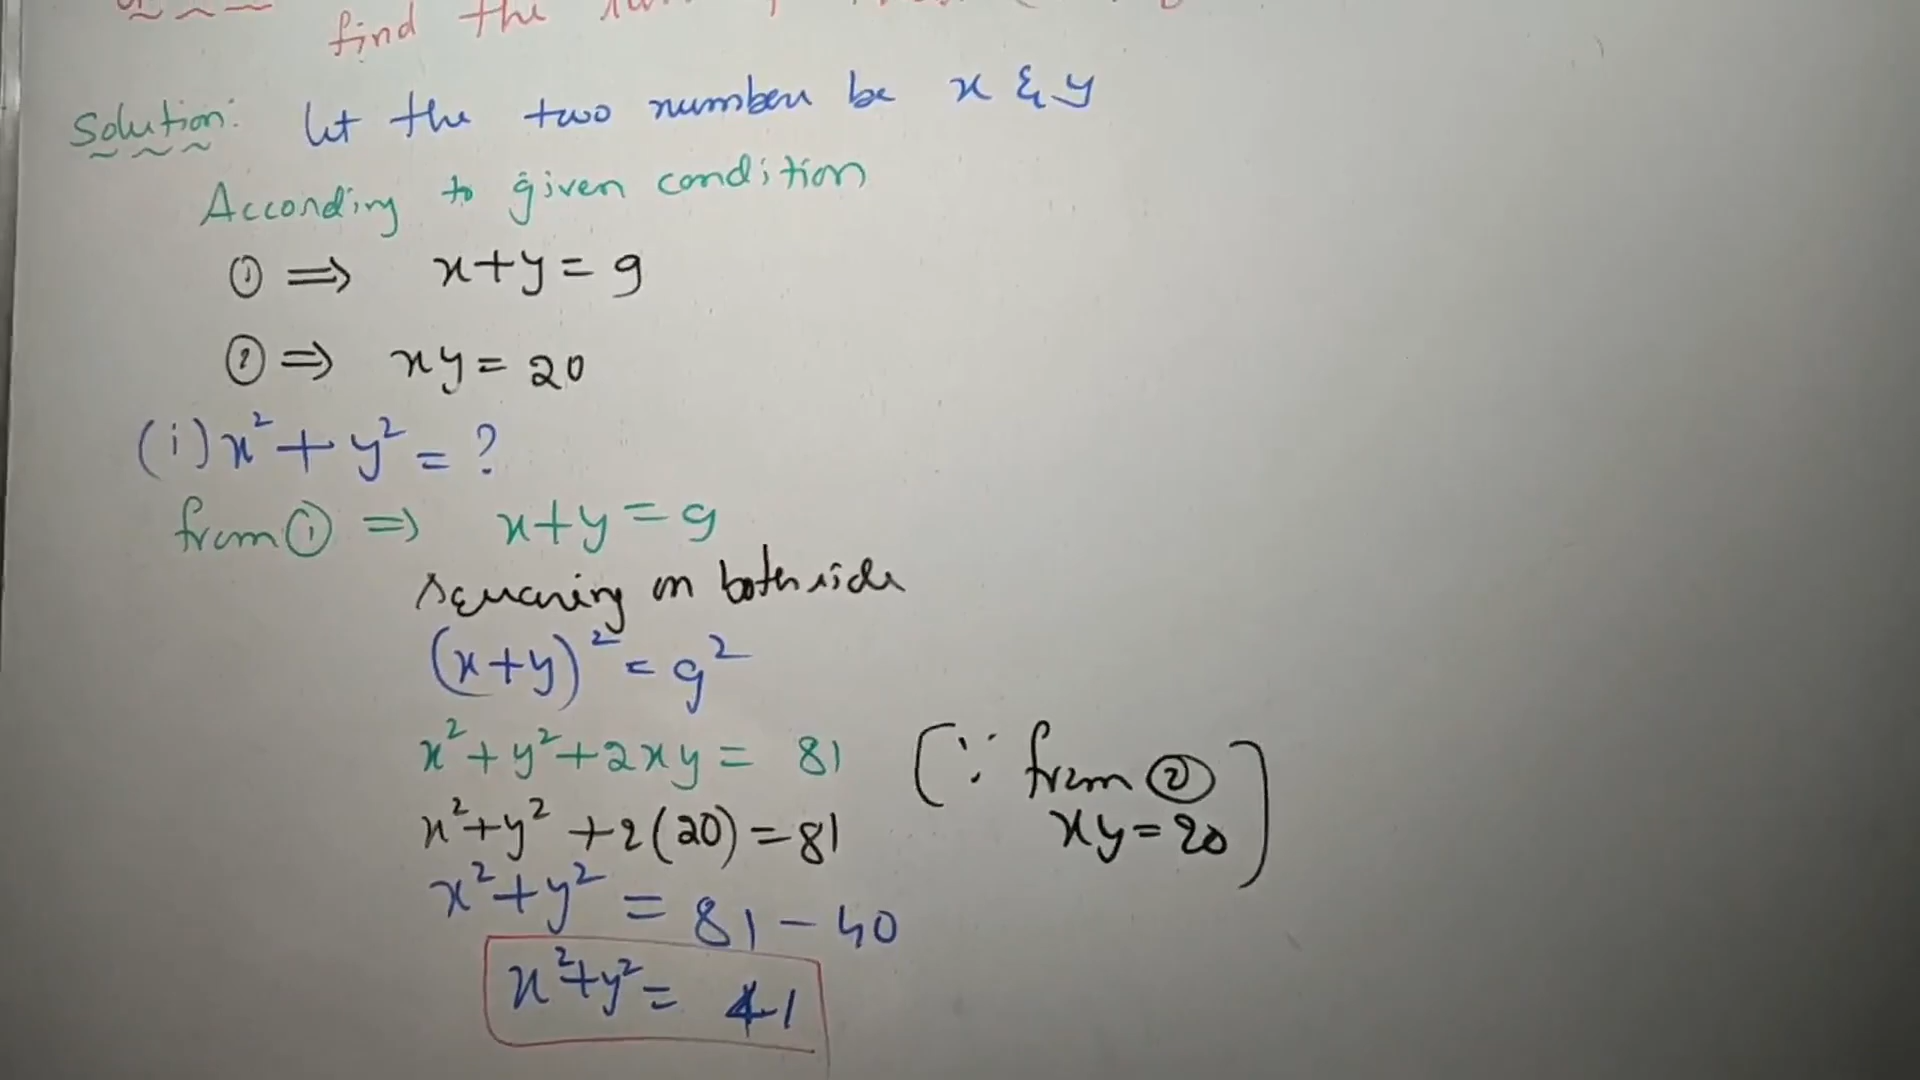 find the
Solution: let the two numbers be x & y
According to given condition
① ⇒ x+y = 9
② ⇒ xy = 20
(i) x² + y² = ?
from ① ⇒ x+y = 9
squaring on both side
(x+y)² = 9²
x²+y²+2xy = 81 (∵ from ②
x²+y² +2(20) = 81 xy = 20)
x²+y² = 81 – 40
x²+y² = 41